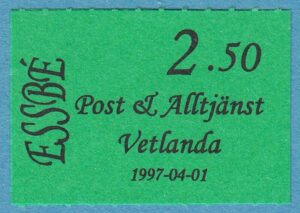 ESSBÉ
2.50
Post & Alltjänst
Vetlanda
1997-04-01